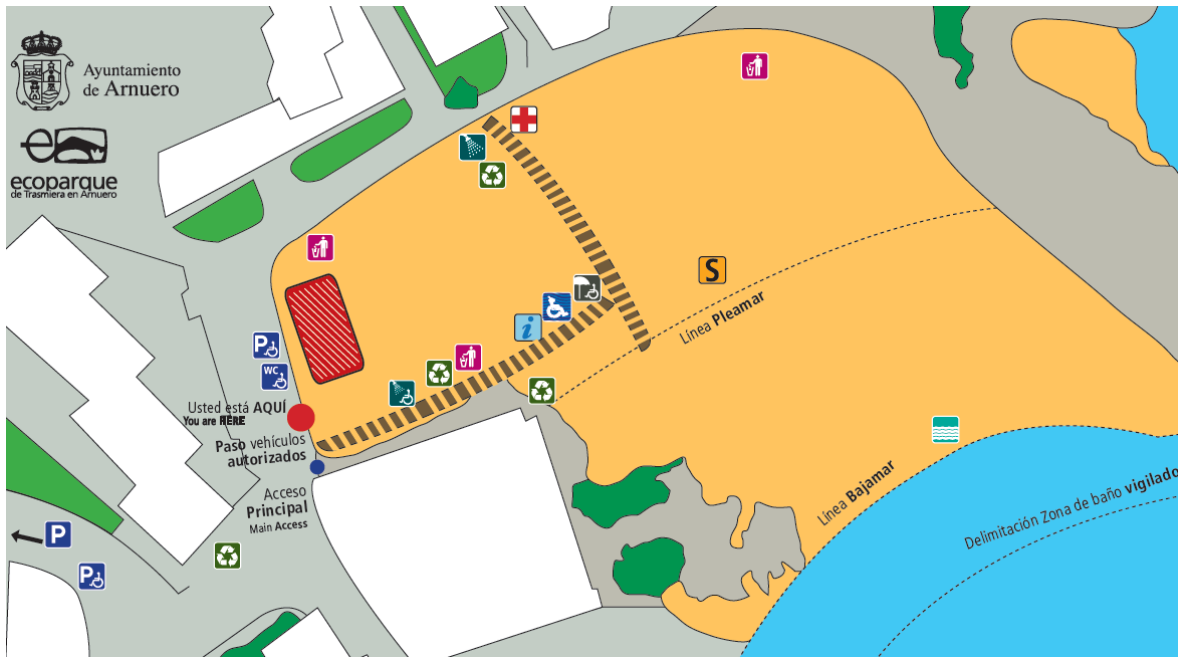 Ayuntamiento
de Arnuero
ecoparque
de Trasmiera en Arnuero
S
Línea Pleamar
i
P
WC
Usted está AQUÍ
You are HERE
Paso vehículos
autorizados
Acceso
Principal
Main Access
Línea Bajamar
Delimitación Zona de baño vigilado
P
P